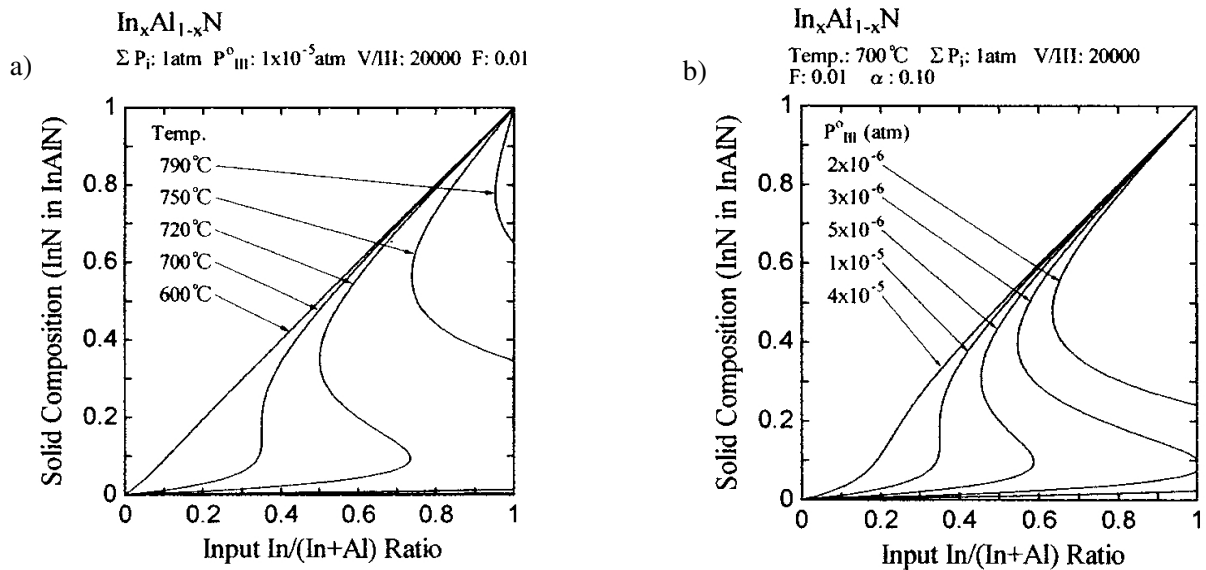 a)
InₓAl₁₋ₓN
Σ Pᵢ: 1atm P°ᴵᴵᴵ: 1x10⁻⁵atm V/III: 20000 F: 0.01
Solid Composition (InN in InAlN)
1
0.8
0.6
0.4
0.2
0
Temp.
790℃
750℃
720℃
700℃
600℃
0 0.2 0.4 0.6 0.8 1
Input In/(In+Al) Ratio
b)
InₓAl₁₋ₓN
Temp.: 700℃ Σ Pᵢ: 1atm V/III: 20000
F: 0.01 α : 0.10
Solid Composition (InN in InAlN)
1
0.8
0.6
0.4
0.2
0
P°ᴵᴵᴵ (atm)
2x10⁻⁶
3x10⁻⁶
5x10⁻⁶
1x10⁻⁵
4x10⁻⁵
0 0.2 0.4 0.6 0.8 1
Input In/(In+Al) Ratio